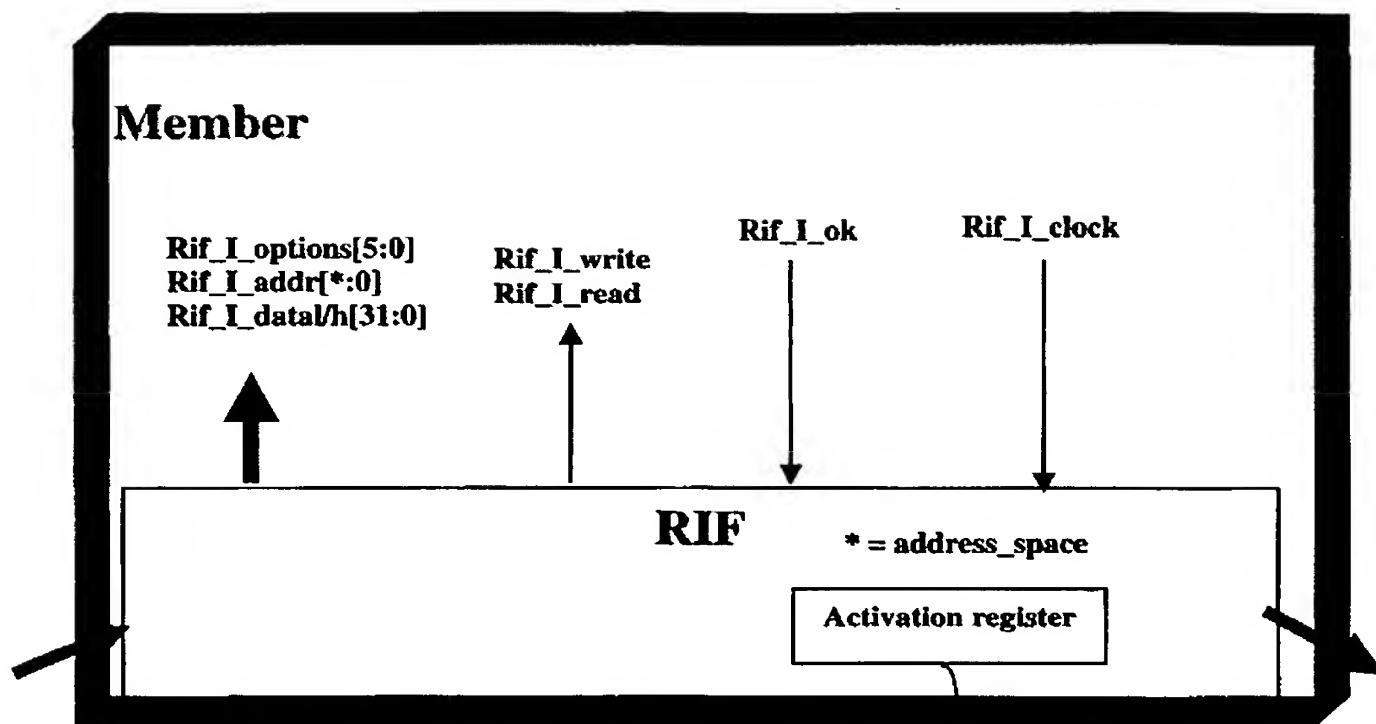 Member
Rif_I_options[5:0]
Rif_I_addr[*:0]
Rif_I_datal/h[31:0]
Rif_I_write
Rif_I_read
Rif_I_ok
Rif_I_clock
RIF
* = address_space
Activation register